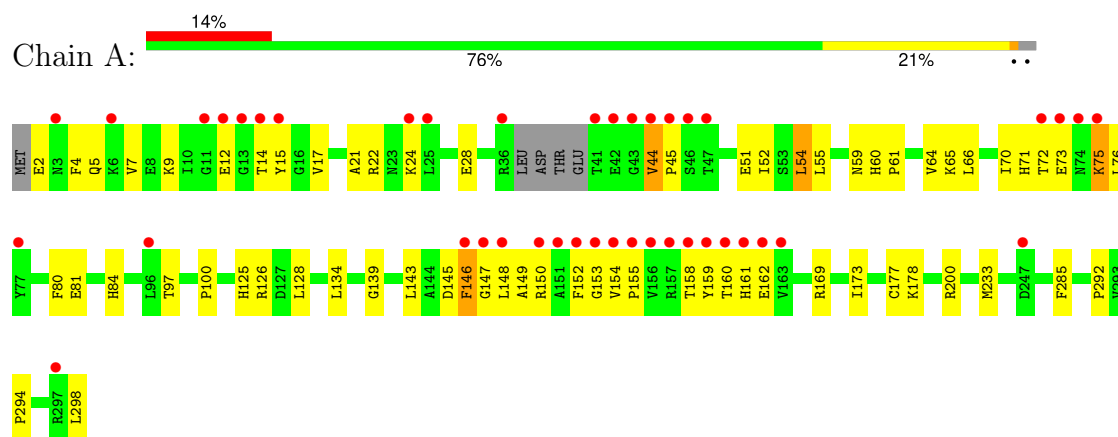 14%
Chain A:
76% 21% • •
MET E2 N3 F4 Q5 K6 V7 E8 K9 I10 G11 E12 G13 T14 Y15 G16 V17 A21 R22 N23 K24 L25 E28 R36 LEU ASP THR GLU T41 E42 G43 V44 P45 S46 T47 E51 I52 S53 L54 L55 N59 H60 P61 V64 K65 L66 I70 H71 T72 E73 N74 K75 L76
Y77 F80 E81 H84 L96 T97 P100 H125 R126 D127 L128 L134 G139 L143 A144 D145 F146 G147 L148 A149 R150 A151 F152 G153 V154 P155 V156 R157 T158 Y159 T160 H161 E162 V163 R169 I173 C177 K178 R200 M233 D247 F285 P292 V293
P294 R297 L298